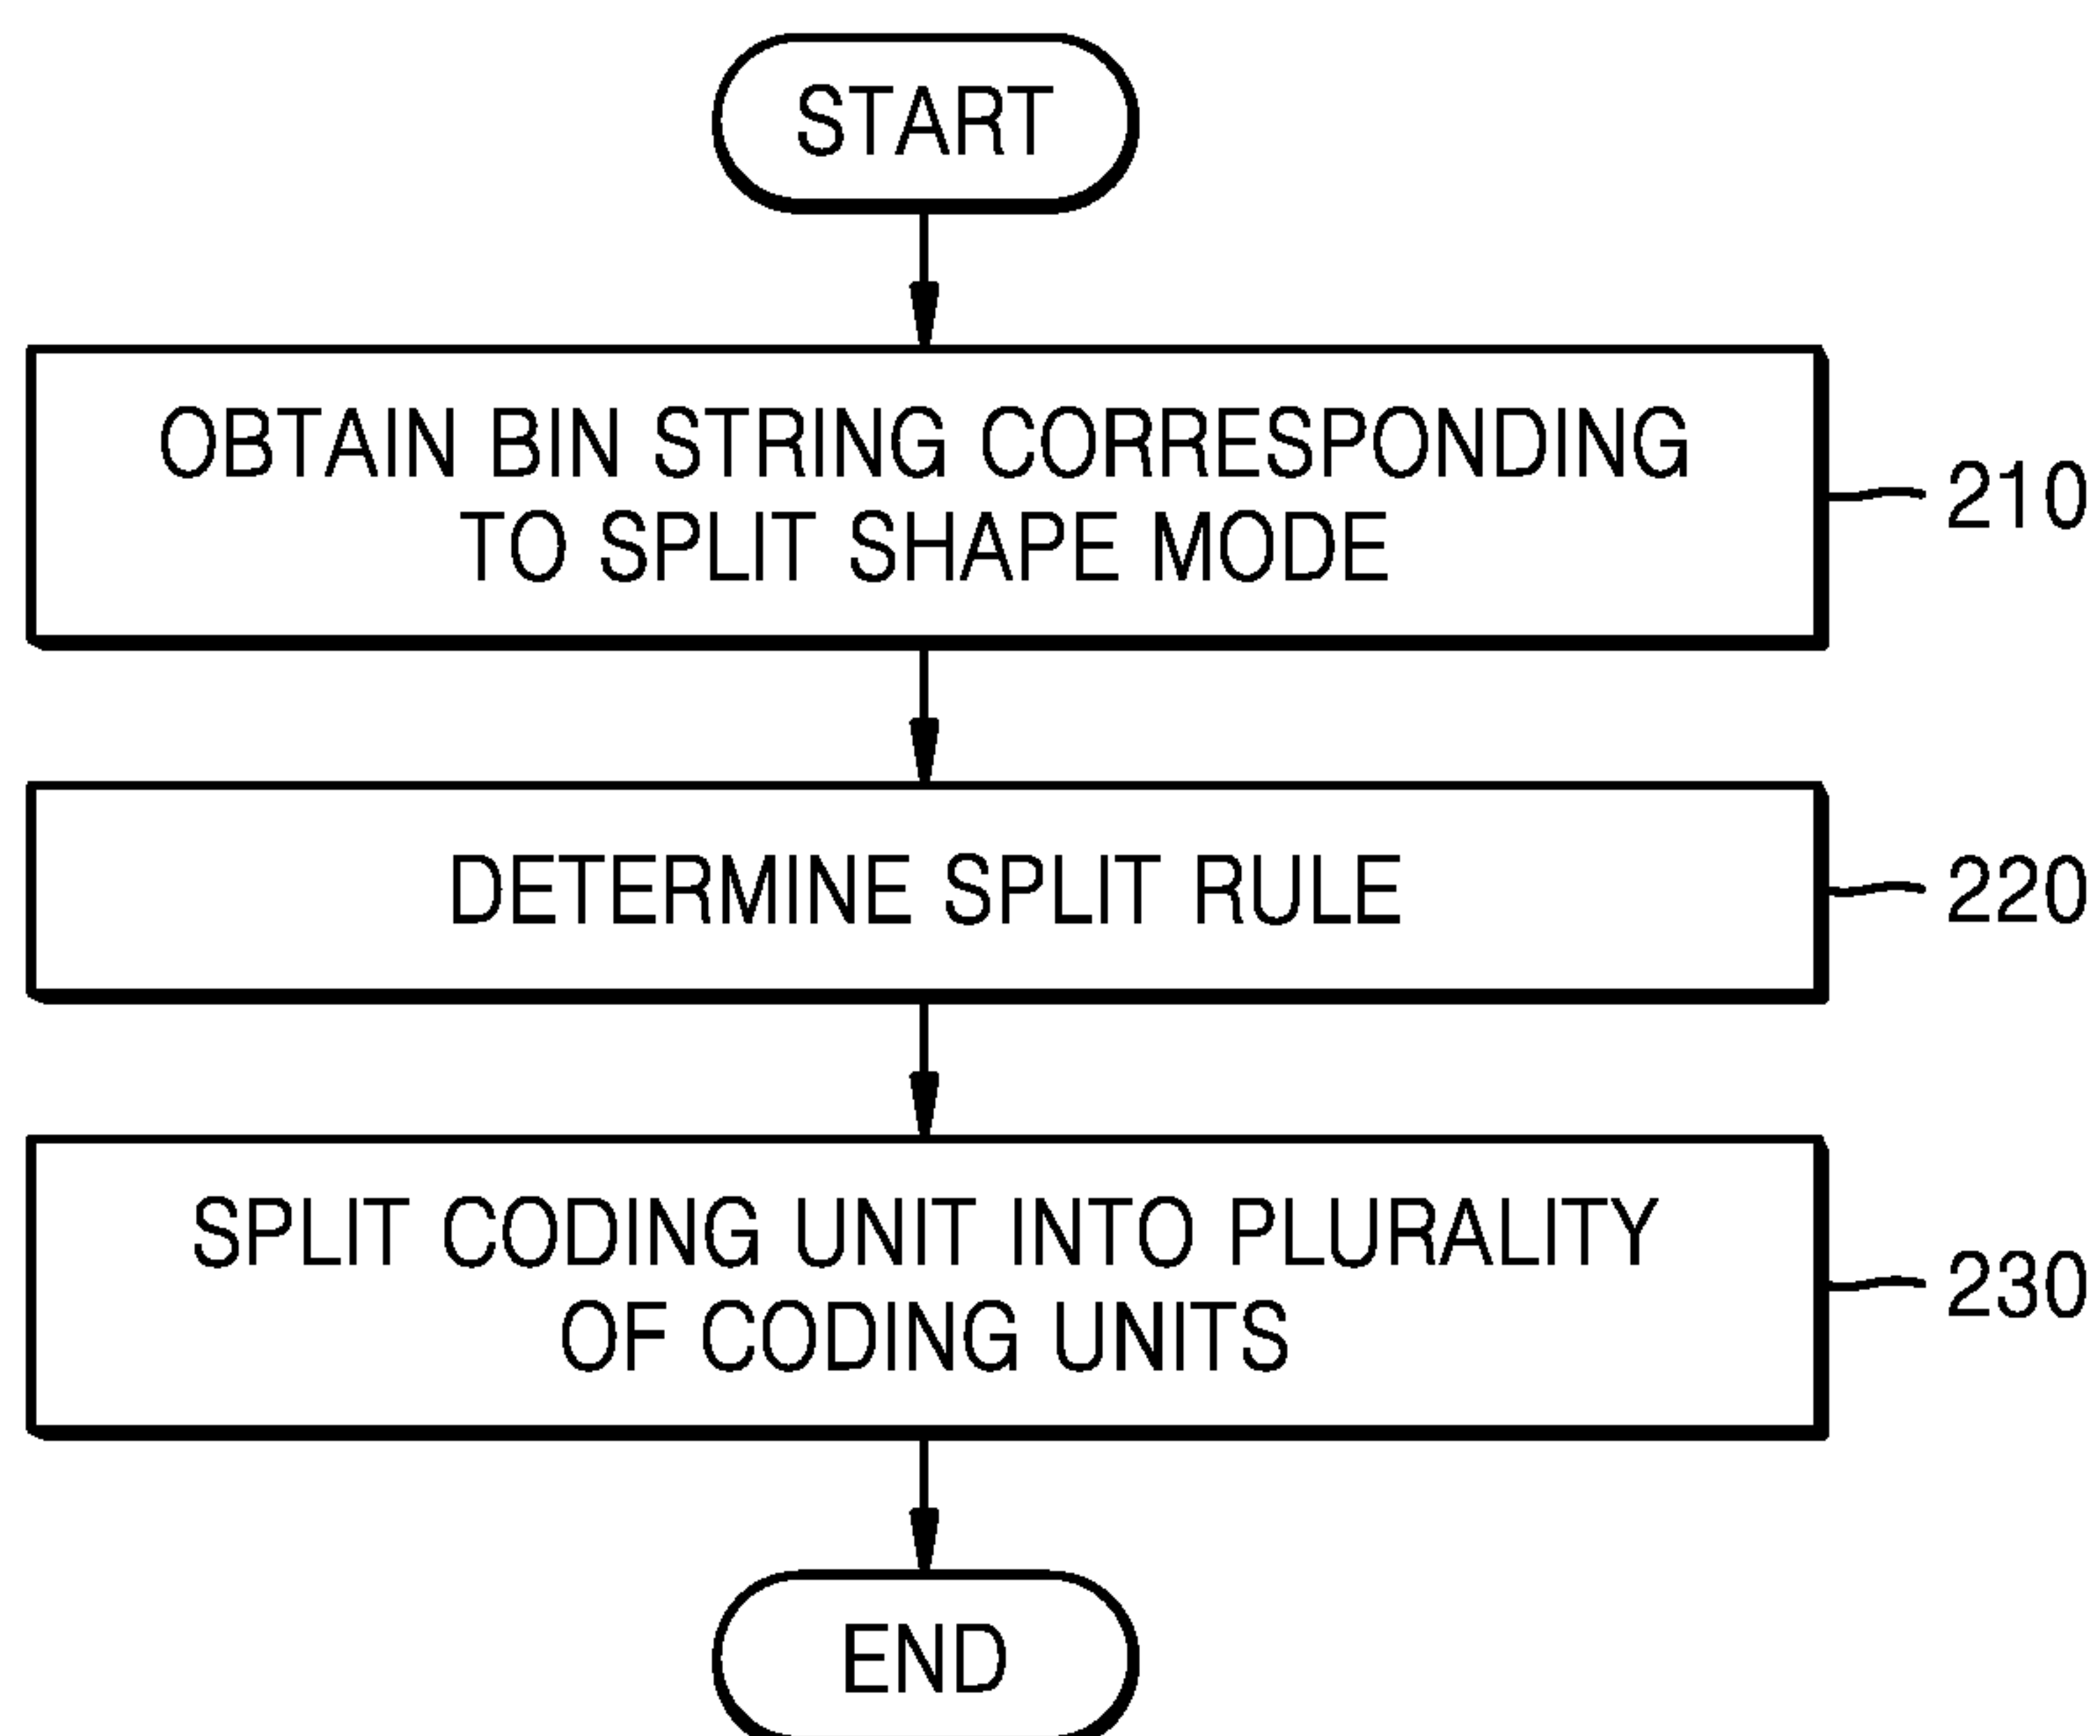 START
OBTAIN BIN STRING CORRESPONDING
TO SPLIT SHAPE MODE
210
DETERMINE SPLIT RULE
220
SPLIT CODING UNIT INTO PLURALITY
OF CODING UNITS
230
END